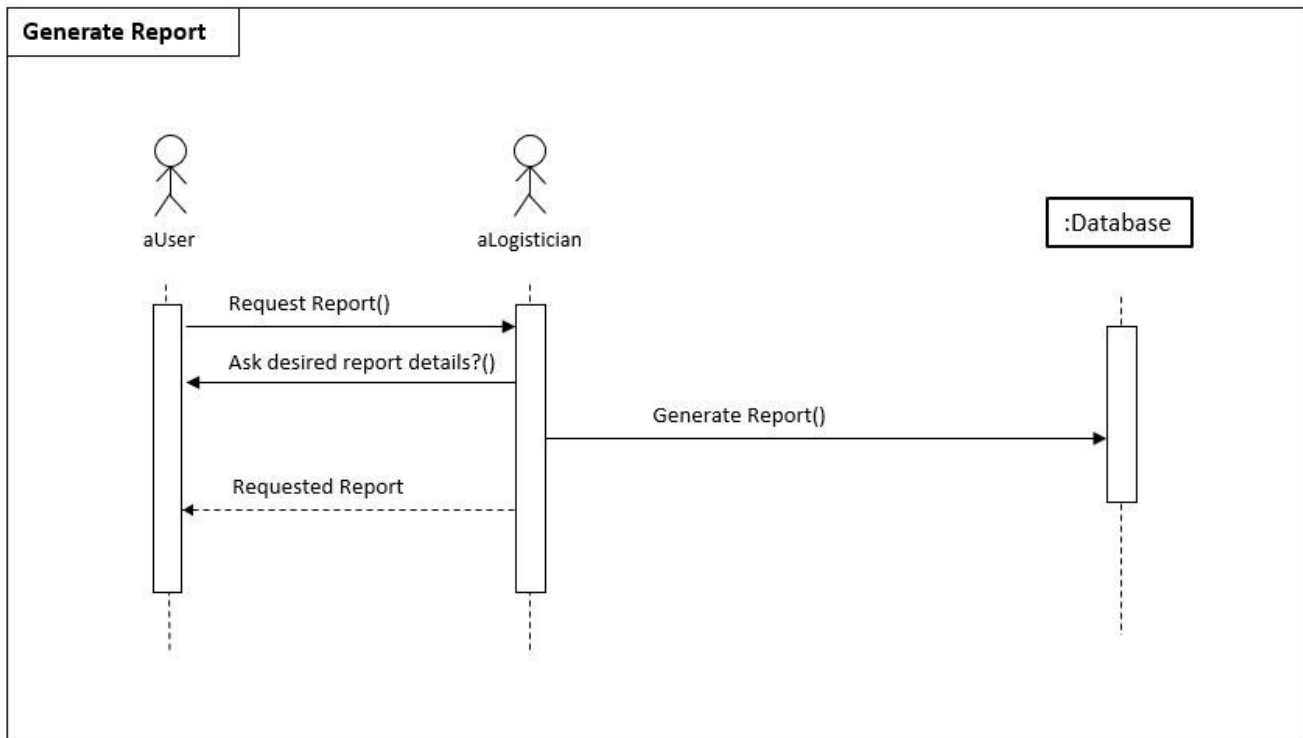 Generate Report
aUser
aLogistician
:Database
Request Report()
Ask desired report details?()
Generate Report()
Requested Report